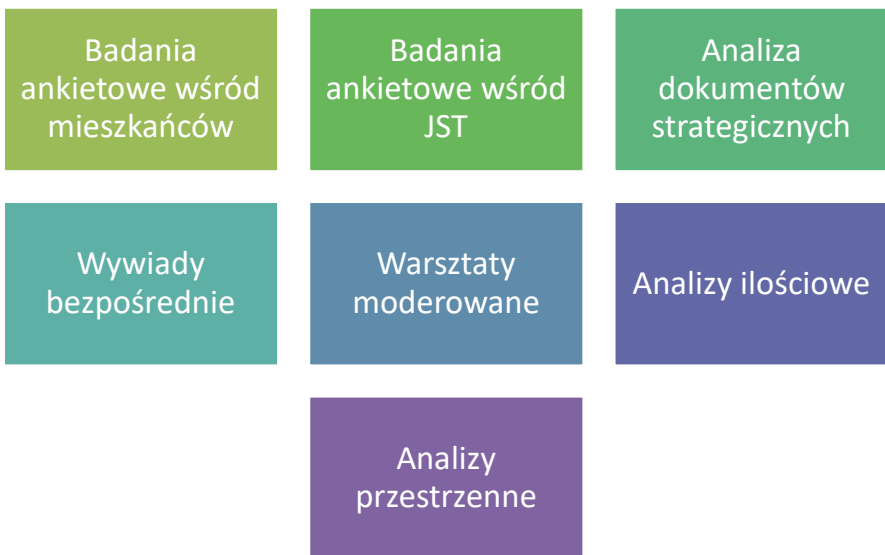 Badania
ankietowe wśród
mieszkańców
Badania
ankietowe wśród
JST
Analiza
dokumentów
strategicznych
Wywiady
bezpośrednie
Warsztaty
moderowane
Analizy ilościowe
Analizy
przestrzenne